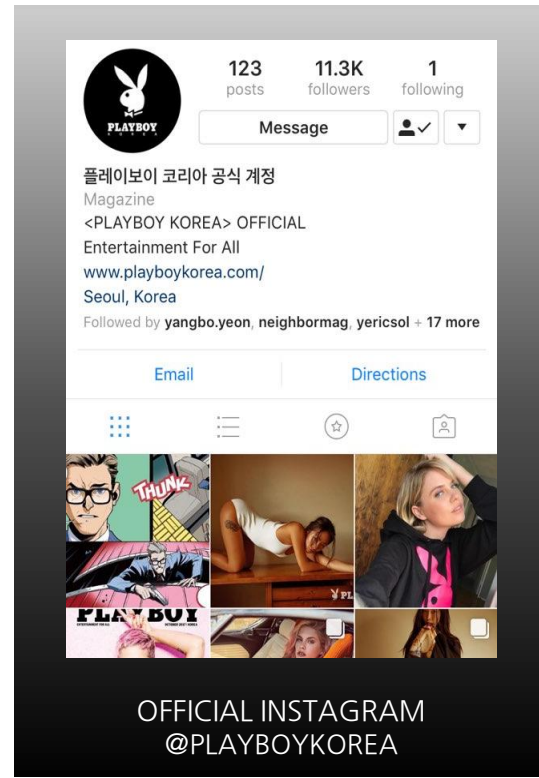 123
11.3K
1
posts
followers
following
PLAYBOY
KOREA
Message
플레이보이 코리아 공식 계정
Magazine
<PLAYBOY KOREA> OFFICIAL
Entertainment For All
www.playboykorea.com/
Seoul, Korea
Followed by yangbo.yeon, neighbormag, yericsol + 17 more
Email
Directions
THUNK
PL
PLAYBOY
OFFICIAL INSTAGRAM
@PLAYBOYKOREA